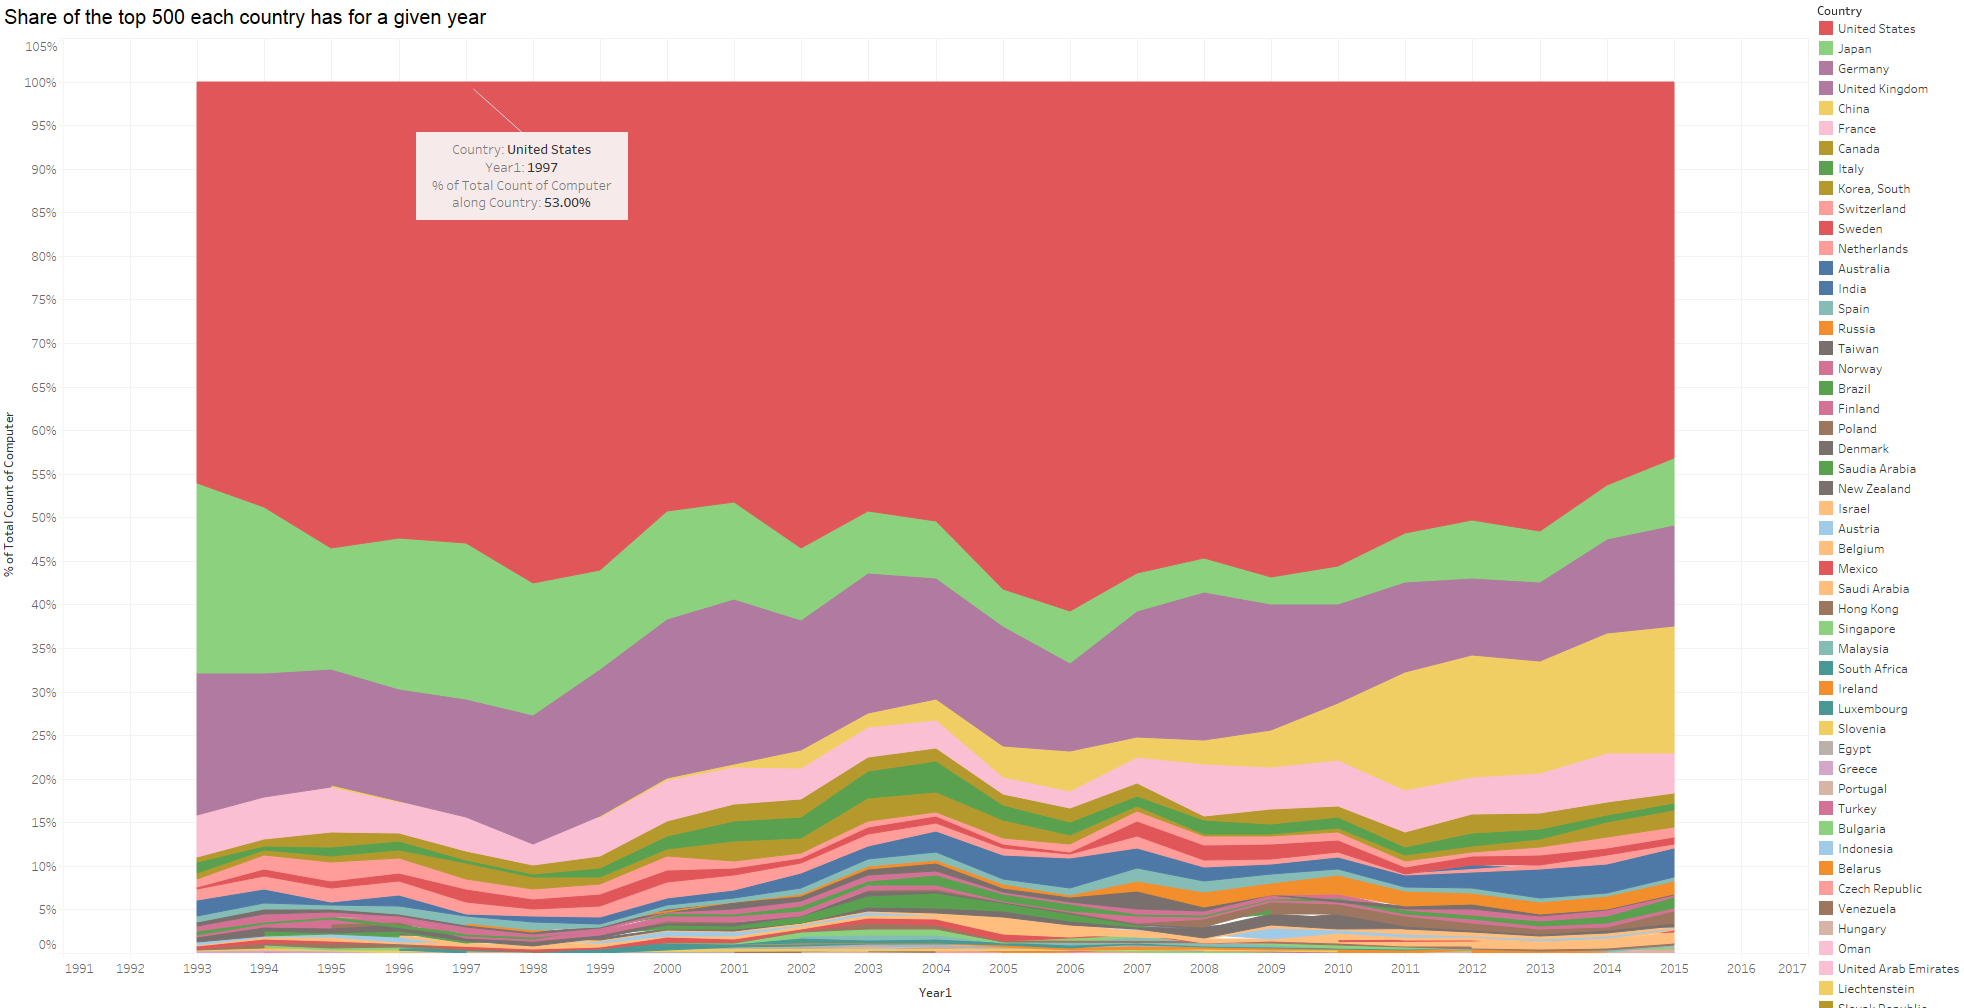 Share of the top 500 each country has for a given year
% of Total Count of Computer
105%
100%
95%
90%
85%
80%
75%
70%
65%
60%
55%
50%
45%
40%
35%
30%
25%
20%
15%
10%
5%
0%
Country: United States
Year1: 1997
% of Total Count of Computer
along Country: 53.00%
1991 1992 1993 1994 1995 1996 1997 1998 1999 2000 2001 2002 2003 2004 2005 2006 2007 2008 2009 2010 2011 2012 2013 2014 2015 2016 2017
Year1
Country
United States
Japan
Germany
United Kingdom
China
France
Canada
Italy
Korea, South
Switzerland
Sweden
Netherlands
Australia
India
Spain
Russia
Taiwan
Norway
Brazil
Finland
Poland
Denmark
Saudia Arabia
New Zealand
Israel
Austria
Belgium
Mexico
Saudi Arabia
Hong Kong
Singapore
Malaysia
South Africa
Ireland
Luxembourg
Slovenia
Egypt
Greece
Portugal
Turkey
Bulgaria
Indonesia
Belarus
Czech Republic
Venezuela
Hungary
Oman
United Arab Emirates
Liechtenstein